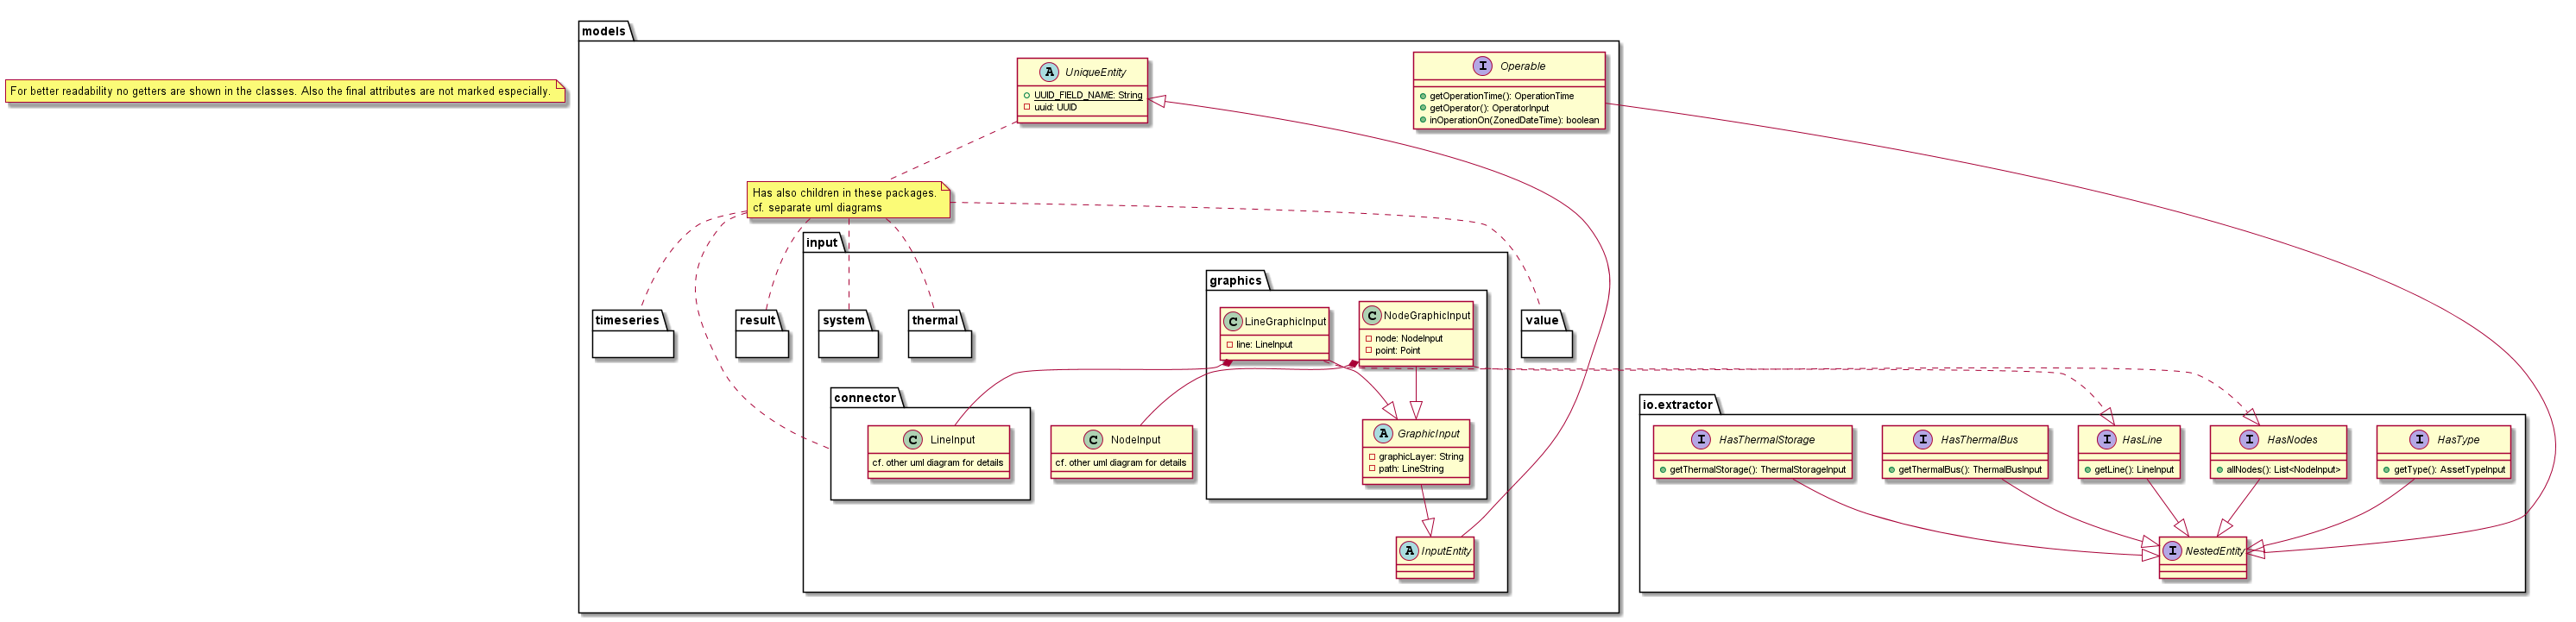 For better readability no getters are shown in the classes. Also the final attributes are not marked especially.
models
A UniqueEntity
UUID_FIELD_NAME: String
uuid: UUID
I Operable
getOperationTime(): OperationTime
getOperator(): OperatorInput
inOperationOn(ZonedDateTime): boolean
Has also children in these packages.
cf. separate uml diagrams
input
timeseries
result
system
thermal
value
graphics
C LineGraphicInput
line: LineInput
C NodeGraphicInput
node: NodeInput
point: Point
connector
C LineInput
cf. other uml diagram for details
C NodeInput
cf. other uml diagram for details
A GraphicInput
graphicLayer: String
path: LineString
A InputEntity
io.extractor
I HasThermalStorage
getThermalStorage(): ThermalStorageInput
I HasThermalBus
getThermalBus(): ThermalBusInput
I HasLine
getLine(): LineInput
I HasNodes
allNodes(): List<NodeInput>
I HasType
getType(): AssetTypeInput
I NestedEntity